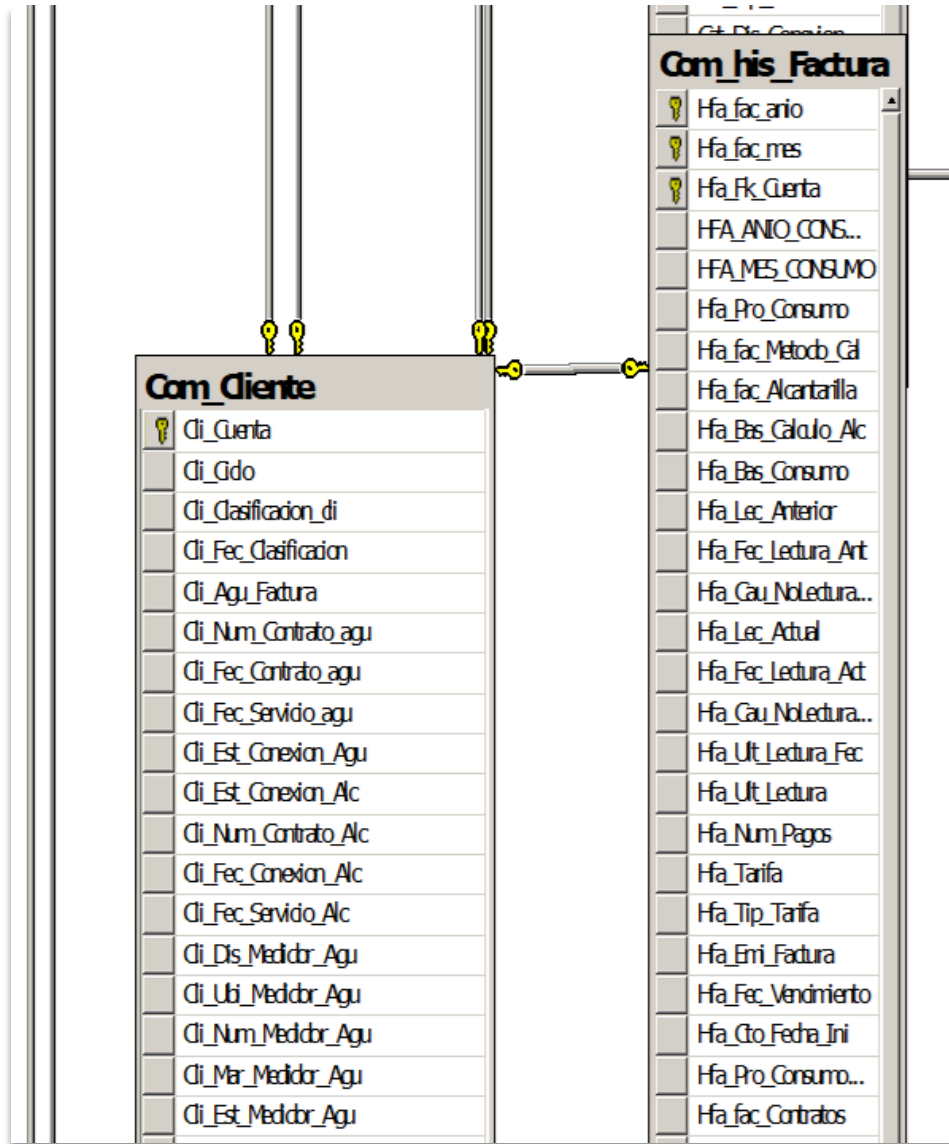 Com_Cliente
Cli_Cuenta
Cli_Ciclo
Cli_Clasificacion_cli
Cli_Fec_Clasificacion
Cli_Agu_Factura
Cli_Num_Contrato_agu
Cli_Fec_Contrato_agu
Cli_Fec_Servicio_agu
Cli_Est_Conexion_Agu
Cli_Est_Conexion_Alc
Cli_Num_Contrato_Alc
Cli_Fec_Conexion_Alc
Cli_Fec_Servicio_Alc
Cli_Dis_Medidor_Agu
Cli_Ubi_Medidor_Agu
Cli_Num_Medidor_Agu
Cli_Mar_Medidor_Agu
Cli_Est_Medidor_Agu
Com_his_Factura
Hfa_fac_anio
Hfa_fac_mes
Hfa_Fk_Cuenta
HFA_ANIO_CONS...
HFA_MES_CONSUMO
Hfa_Pro_Consumo
Hfa_fac_Metodo_Cal
Hfa_fac_Alcantarilla
Hfa_Bas_Calculo_Alc
Hfa_Bas_Consumo
Hfa_Lec_Anterior
Hfa_Fec_Lectura_Ant
Hfa_Cau_NoLectura...
Hfa_Lec_Actual
Hfa_Fec_Lectura_Act
Hfa_Cau_NoLectura...
Hfa_Ult_Lectura_Fec
Hfa_Ult_Lectura
Hfa_Num_Pagos
Hfa_Tarifa
Hfa_Tip_Tarifa
Hfa_Emi_Factura
Hfa_Fec_Vencimiento
Hfa_Cto_Fecha_Ini
Hfa_Pro_Consumo...
Hfa_fac_Contratos